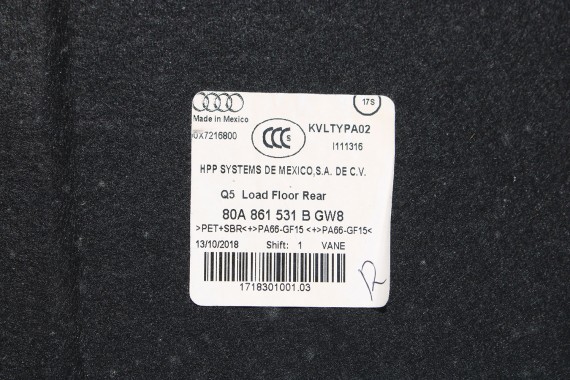 17S
Made in Mexico
0X7216800
CCC S
KVLTYPA02
I111316
HPP SYSTEMS DE MEXICO,S.A. DE C.V.
Q5 Load Floor Rear
80A 861 531 B GW8
>PET+SBR<+>PA66-GF15 <+>PA66-GF15<
13/10/2018 Shift: 1 VANE
1718301001.03